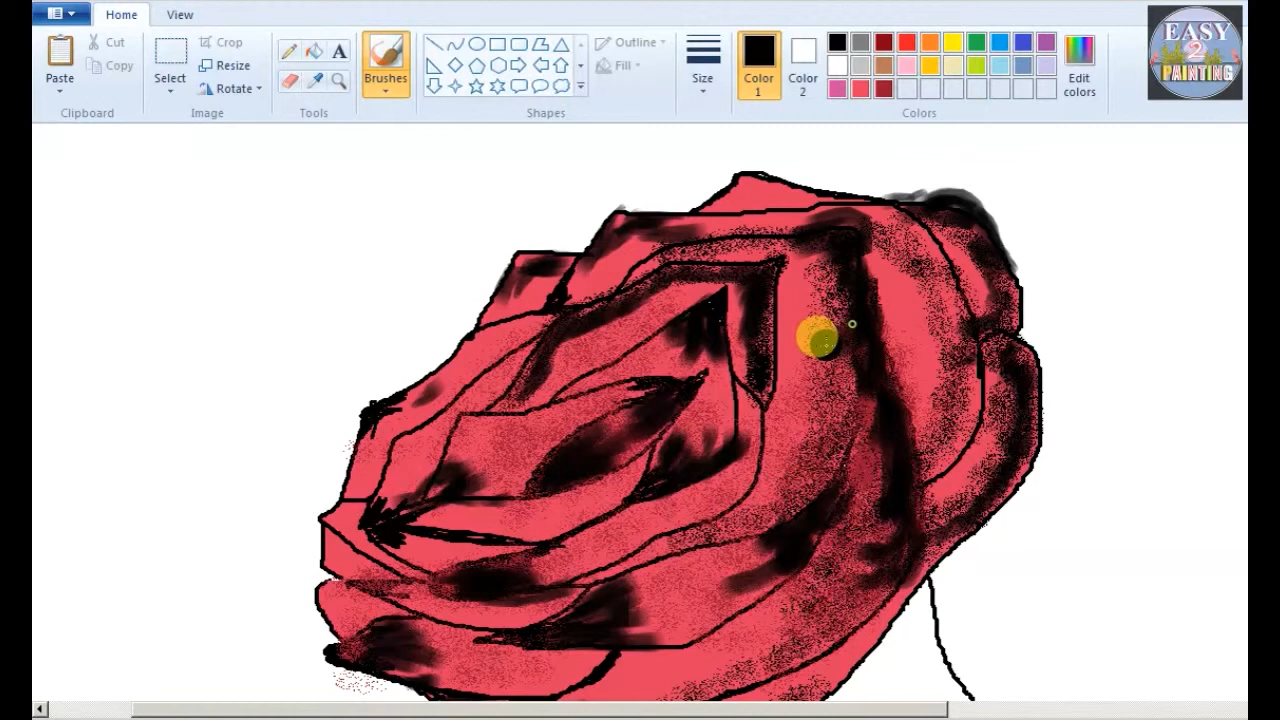 Home View
Cut
Copy
Paste
Clipboard
Select
Crop
Resize
Rotate
Image
A
Tools
Brushes
Outline
Fill
Shapes
Size
Color 1
Color 2
Edit colors
Colors
EASY
2
PAINTING